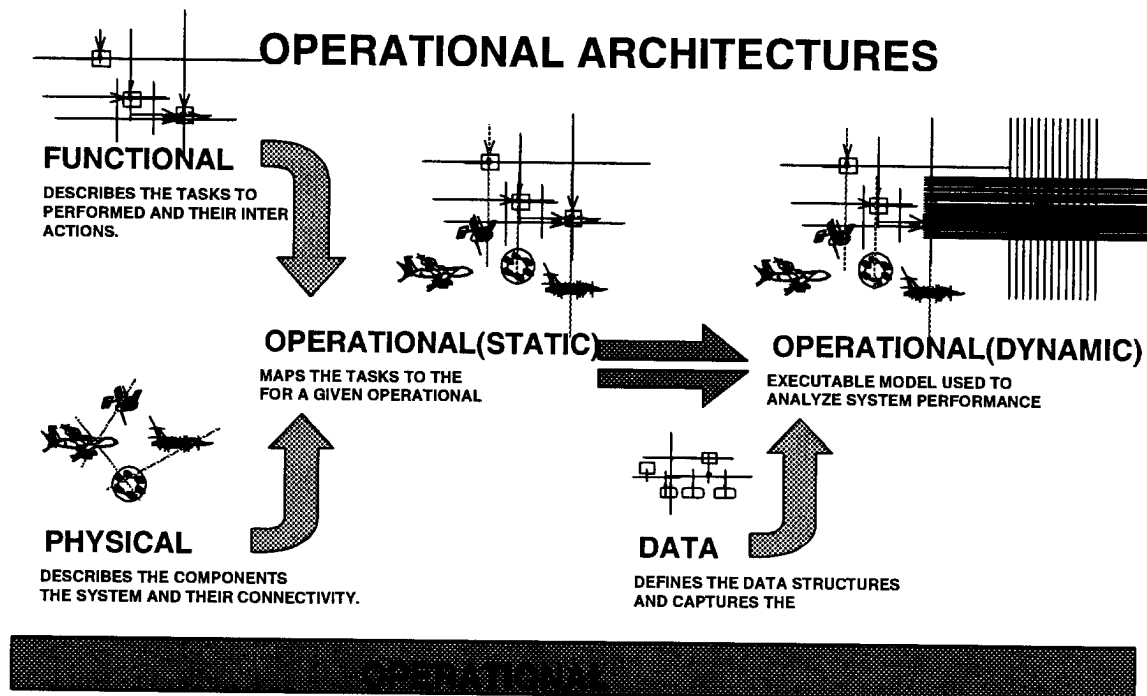 OPERATIONAL ARCHITECTURES
FUNCTIONAL
DESCRIBES THE TASKS TO
PERFORMED AND THEIR INTER
ACTIONS.
OPERATIONAL(STATIC)
MAPS THE TASKS TO THE
FOR A GIVEN OPERATIONAL
OPERATIONAL(DYNAMIC)
EXECUTABLE MODEL USED TO
ANALYZE SYSTEM PERFORMANCE
PHYSICAL
DESCRIBES THE COMPONENTS
THE SYSTEM AND THEIR CONNECTIVITY.
DATA
DEFINES THE DATA STRUCTURES
AND CAPTURES THE
OPERATIONAL